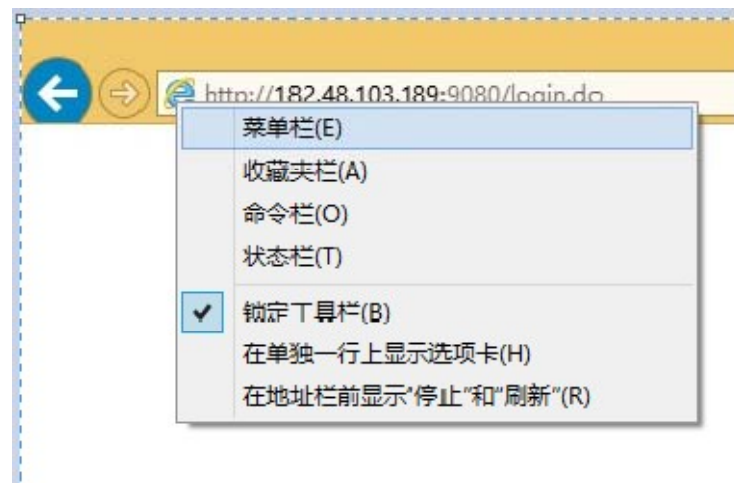 http://182.48.103.189:9080/login.do
菜单栏(E)
收藏夹栏(A)
命令栏(O)
状态栏(T)
锁定工具栏(B)
在单独一行上显示选项卡(H)
在地址栏前显示"停止"和"刷新"(R)